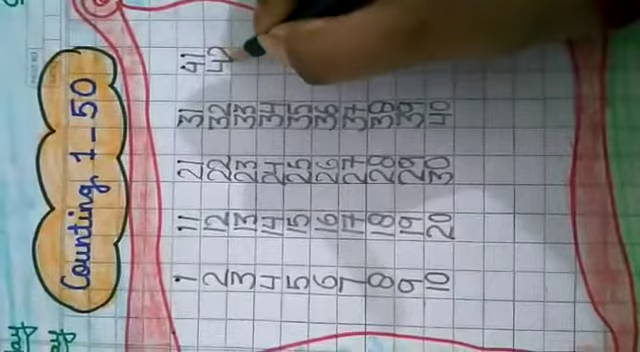 Counting, 1-50
1 11 21 31 41
2 12 22 32 42
3 13 23 33
4 14 24 34
5 15 25 35
6 16 26 36
7 17 27 37
8 18 28 38
9 19 29 39
10 20 30 40